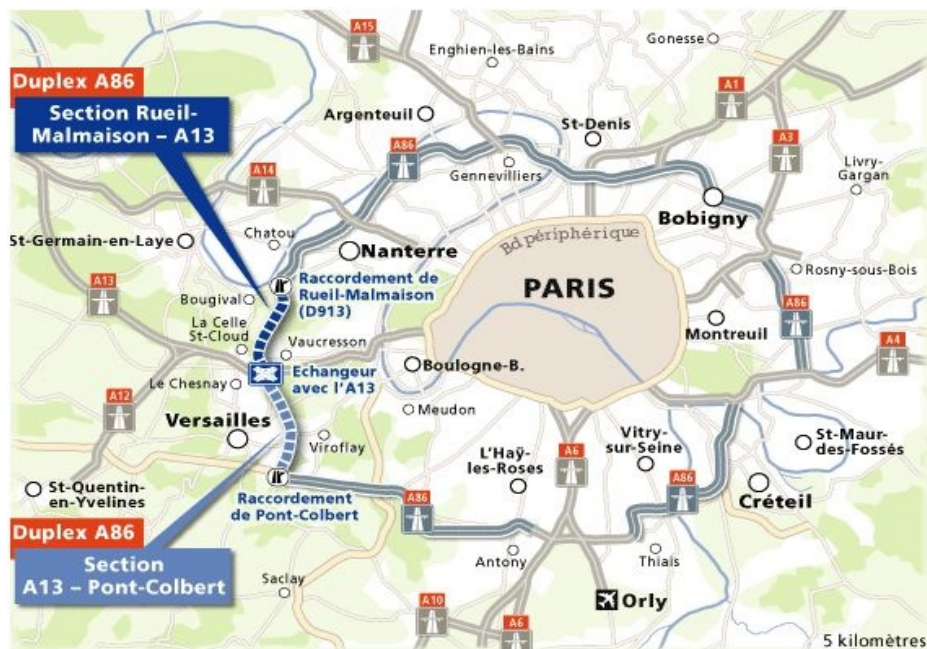 A15
Gonesse
Enghien-les-Bains
Duplex A86
A1
Section Rueil-
Malmaison – A13
Argenteuil
St-Denis
A86
A3
Livry-
Gargan
Gennevilliers
A14
Bobigny
St-Germain-en-Laye
Chatou
Nanterre
Bd périphérique
A13
Raccordement de
Rueil-Malmaison
(D913)
PARIS
Rosny-sous-Bois
Bougival
A86
La Celle
St-Cloud
Vaucresson
Montreuil
A4
Echangeur
avec l'A13
Boulogne-B.
Le Chesnay
A12
Meudon
Versailles
Viroflay
A6
L'Haÿ-
les-Roses
Vitry-
sur-Seine
St-Maur-
des-Fossés
St-Quentin-
en-Yvelines
A86
Créteil
Raccordement
de Pont-Colbert
A86
Duplex A86
Antony
Thiais
Section
A13 – Pont-Colbert
Saclay
A10
Orly
A6
5 kilomètres